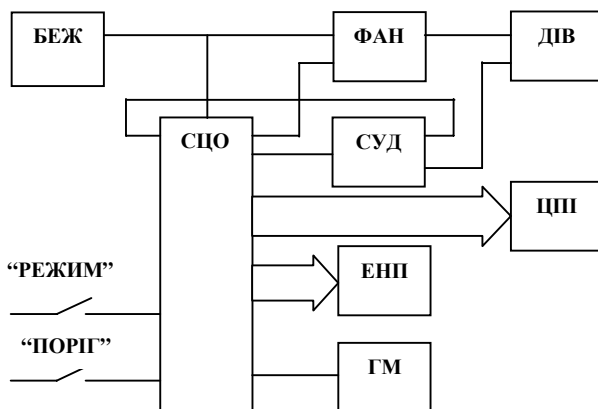 БЕЖ
ФАН
ДІВ
СЦО
СУД
ЦПІ
“РЕЖИМ”
ЕНП
“ПОРІГ”
ГМ